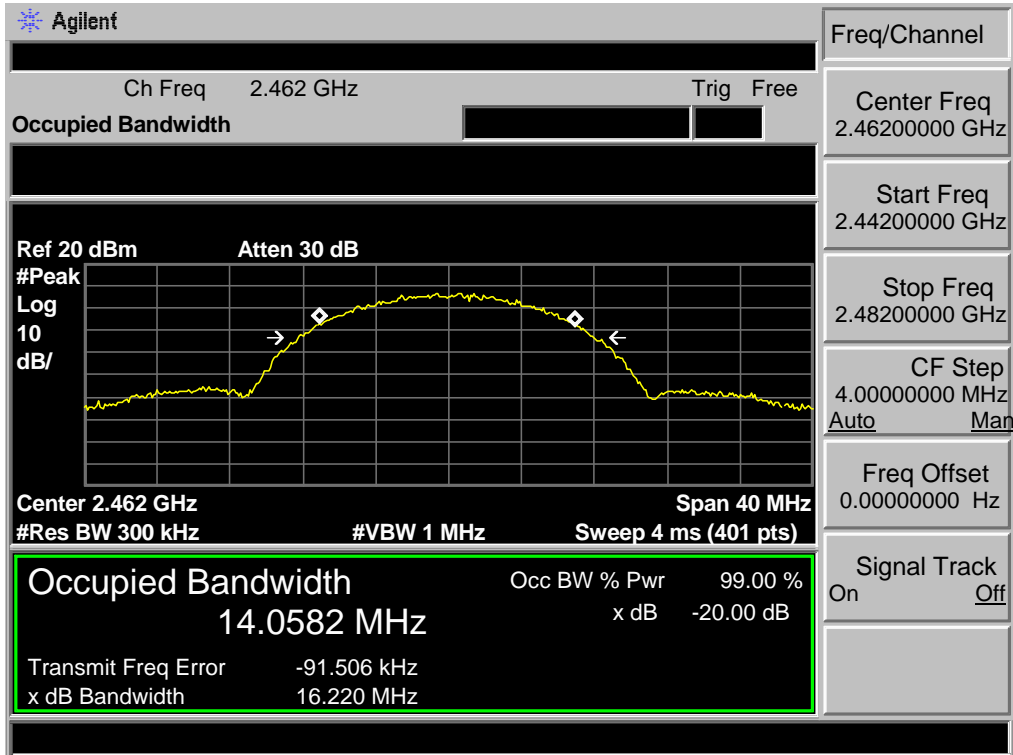 Agilent
Freq/Channel
Ch Freq 2.462 GHz Trig Free
Occupied Bandwidth
Center Freq
2.46200000 GHz
Start Freq
2.44200000 GHz
Ref 20 dBm Atten 30 dB
#Peak
Log
10
dB/
Stop Freq
2.48200000 GHz
CF Step
4.00000000 MHz
Auto Man
Freq Offset
0.00000000 Hz
Center 2.462 GHz Span 40 MHz
#Res BW 300 kHz #VBW 1 MHz Sweep 4 ms (401 pts)
Signal Track
On Off
Occupied Bandwidth Occ BW % Pwr 99.00 %
14.0582 MHz x dB -20.00 dB
Transmit Freq Error -91.506 kHz
x dB Bandwidth 16.220 MHz